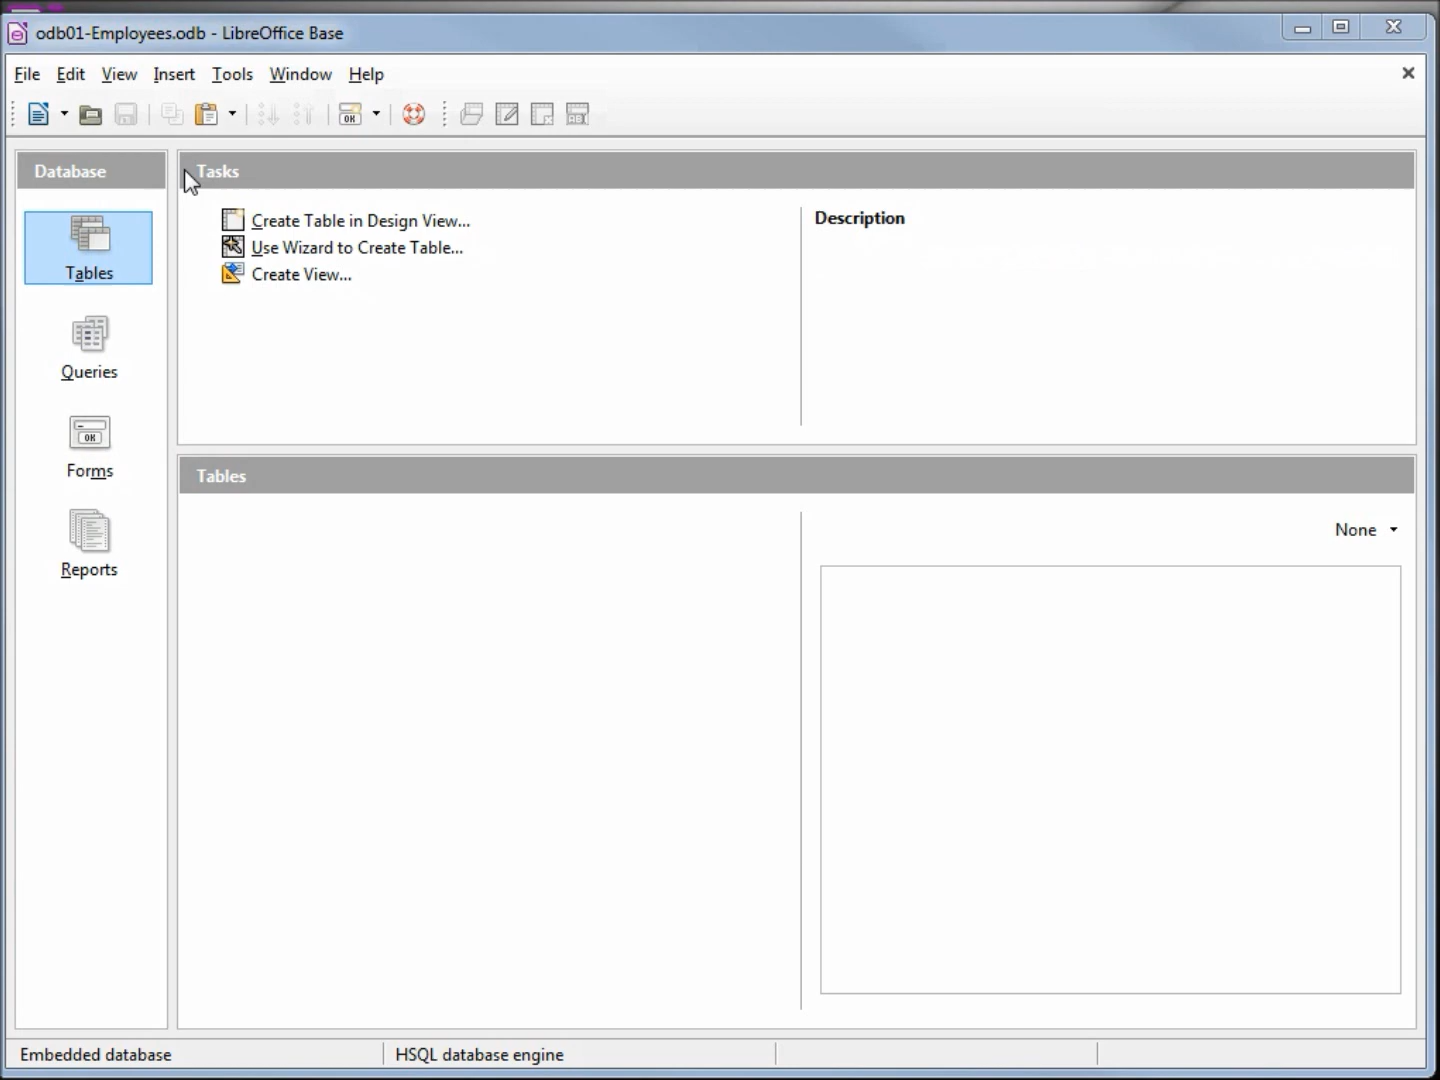 odb01-Employees.odb - LibreOffice Base
File Edit View Insert Tools Window Help
Database
Tasks
Tables
Queries
Forms
Reports
Create Table in Design View...
Use Wizard to Create Table...
Create View...
Description
Tables
None
Embedded database
HSQL database engine